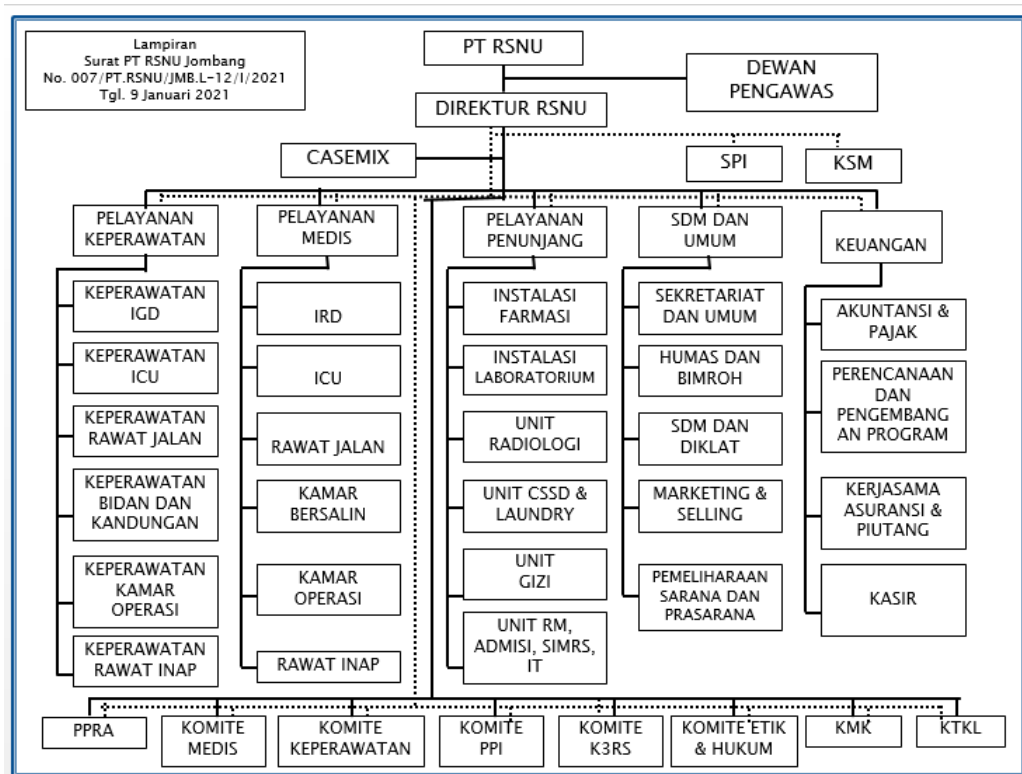 Lampiran
Surat PT RSNU Jombang
No. 007/PT.RSNU/JMB.L-12/I/2021
Tgl. 9 Januari 2021
PT RSNU
DEWAN
PENGAWAS
DIREKTUR RSNU
CASEMIX
SPI
KSM
PELAYANAN
KEPERAWATAN
KEPERAWATAN
IGD
KEPERAWATAN
ICU
KEPERAWATAN
RAWAT JALAN
KEPERAWATAN
BIDAN DAN
KANDUNGAN
KEPERAWATAN
KAMAR
OPERASI
KEPERAWATAN
RAWAT INAP
PELAYANAN
MEDIS
IRD
ICU
RAWAT JALAN
KAMAR
BERSALIN
KAMAR
OPERASI
RAWAT INAP
PELAYANAN
PENUNJANG
INSTALASI
FARMASI
INSTALASI
LABORATORIUM
UNIT
RADIOLOGI
UNIT CSSD &
LAUNDRY
UNIT
GIZI
UNIT RM,
ADMISI, SIMRS,
IT
SDM DAN
UMUM
SEKRETARIAT
DAN UMUM
HUMAS DAN
BIMROH
SDM DAN
DIKLAT
MARKETING &
SELLING
PEMELIHARAAN
SARANA DAN
PRASARANA
KEUANGAN
AKUNTANSI &
PAJAK
PERENCANAAN
DAN
PENGEMBANG
AN PROGRAM
KERJASAMA
ASURANSI &
PIUTANG
KASIR
PPRA
KOMITE
MEDIS
KOMITE
KEPERAWATAN
KOMITE
PPI
KOMITE
K3RS
KOMITE ETIK
& HUKUM
KMK
KTKL